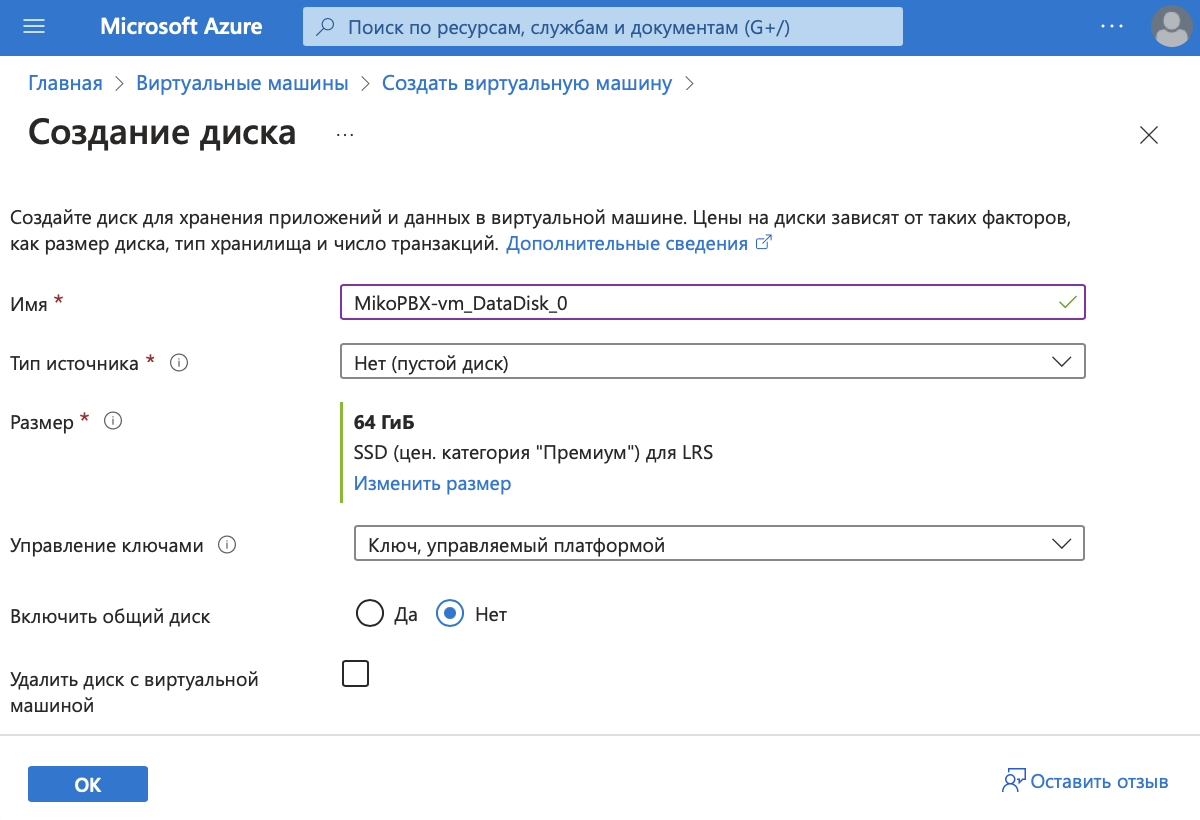 Microsoft Azure
Поиск по ресурсам, службам и документам (G+/)
Главная > Виртуальные машины > Создать виртуальную машину >
Создание диска ...
Создайте диск для хранения приложений и данных в виртуальной машине. Цены на диски зависят от таких факторов,
как размер диска, тип хранилища и число транзакций. Дополнительные сведения
Имя *
MikoPBX-vm_DataDisk_0
Тип источника *
Нет (пустой диск)
Размер *
64 ГиБ
SSD (цен. категория "Премиум") для LRS
Изменить размер
Управление ключами
Ключ, управляемый платформой
Включить общий диск
Да
Нет
Удалить диск с виртуальной
машиной
ОК
Оставить отзыв